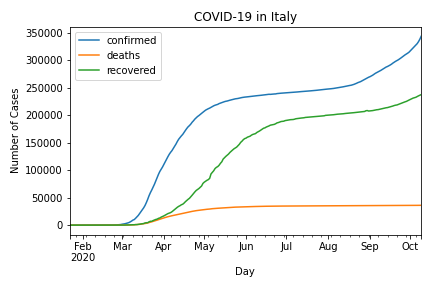 COVID-19 in Italy
350000
300000
250000
200000
150000
100000
50000
0
Number of Cases
confirmed
deaths
recovered
Feb Mar Apr May Jun Jul Aug Sep Oct
2020
Day